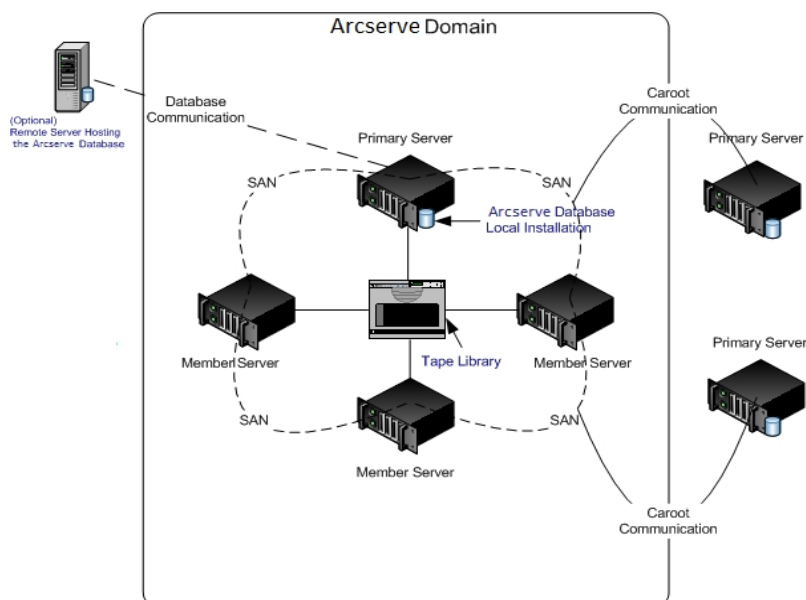 Arcserve Domain
(Optional)
Remote Server Hosting
the Arcserve Database
Database
Communication
Caroot
Communication
Primary Server
Primary Server
SAN
SAN
Arcserve Database
Local Installation
Member Server
Tape Library
Member Server
Primary Server
SAN
SAN
Member Server
Caroot
Communication